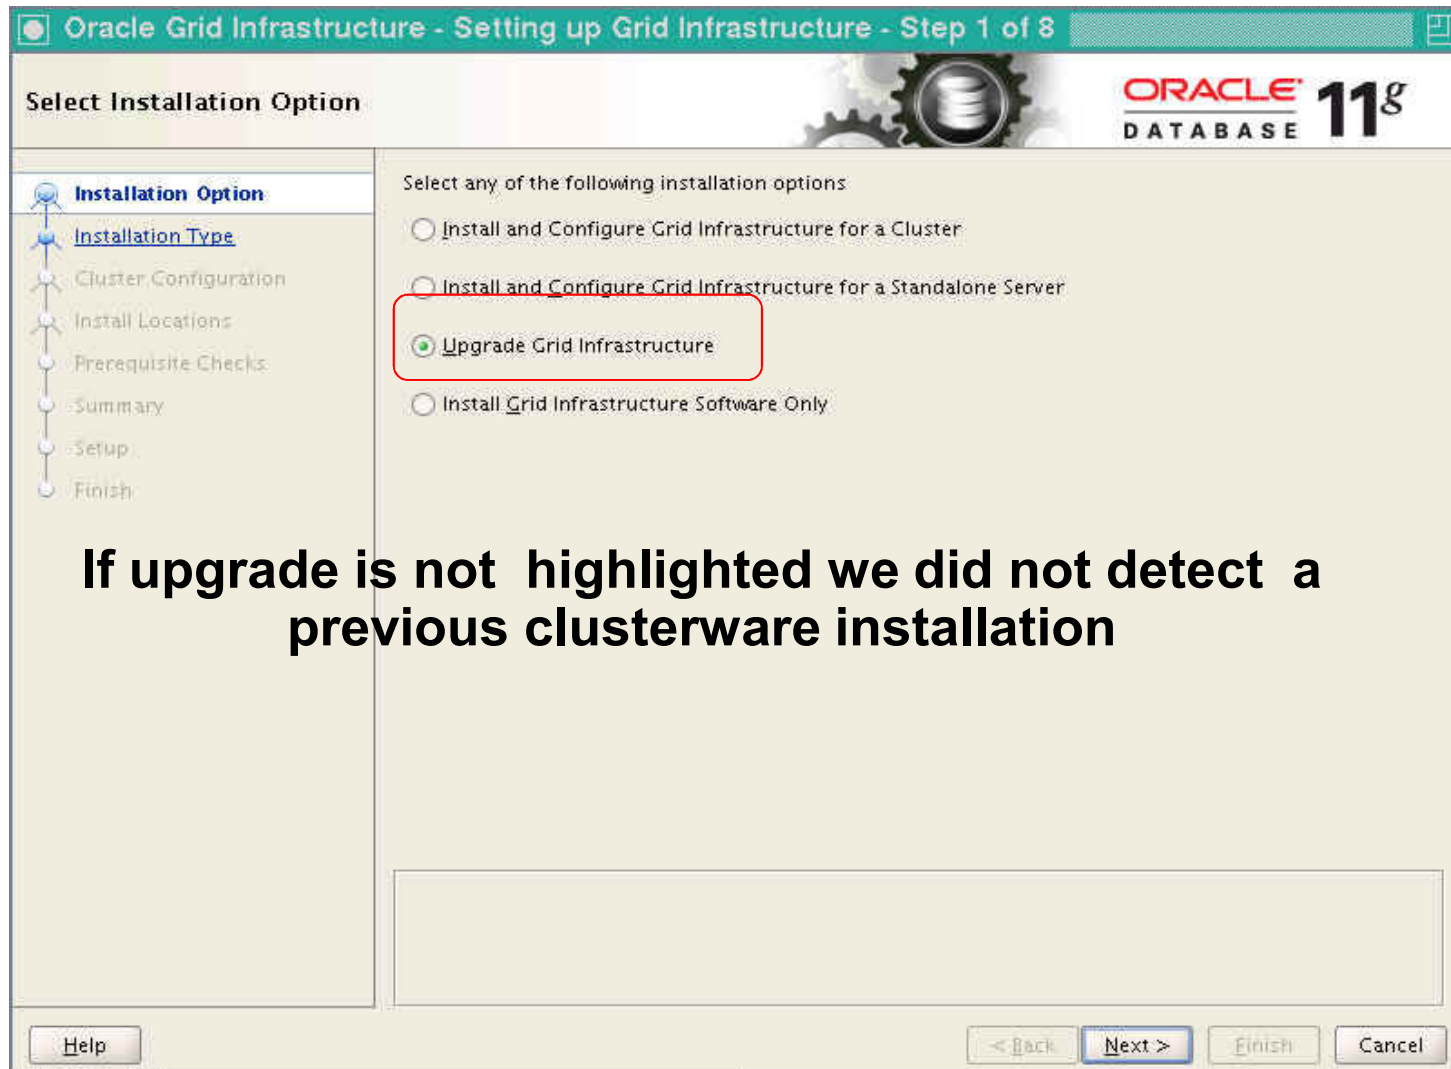 Oracle Grid Infrastructure - Setting up Grid Infrastructure - Step 1 of 8
Select Installation Option
ORACLE 11g
DATABASE
Installation Option
Installation Type
Cluster Configuration
Install Locations
Prerequisite Checks
Summary
Setup
Finish
Select any of the following installation options
Install and Configure Grid Infrastructure for a Cluster
Install and Configure Grid Infrastructure for a Standalone Server
Upgrade Grid Infrastructure
Install Grid Infrastructure Software Only
If upgrade is not highlighted we did not detect a
previous clusterware installation
Help
< Back
Next >
Finish
Cancel